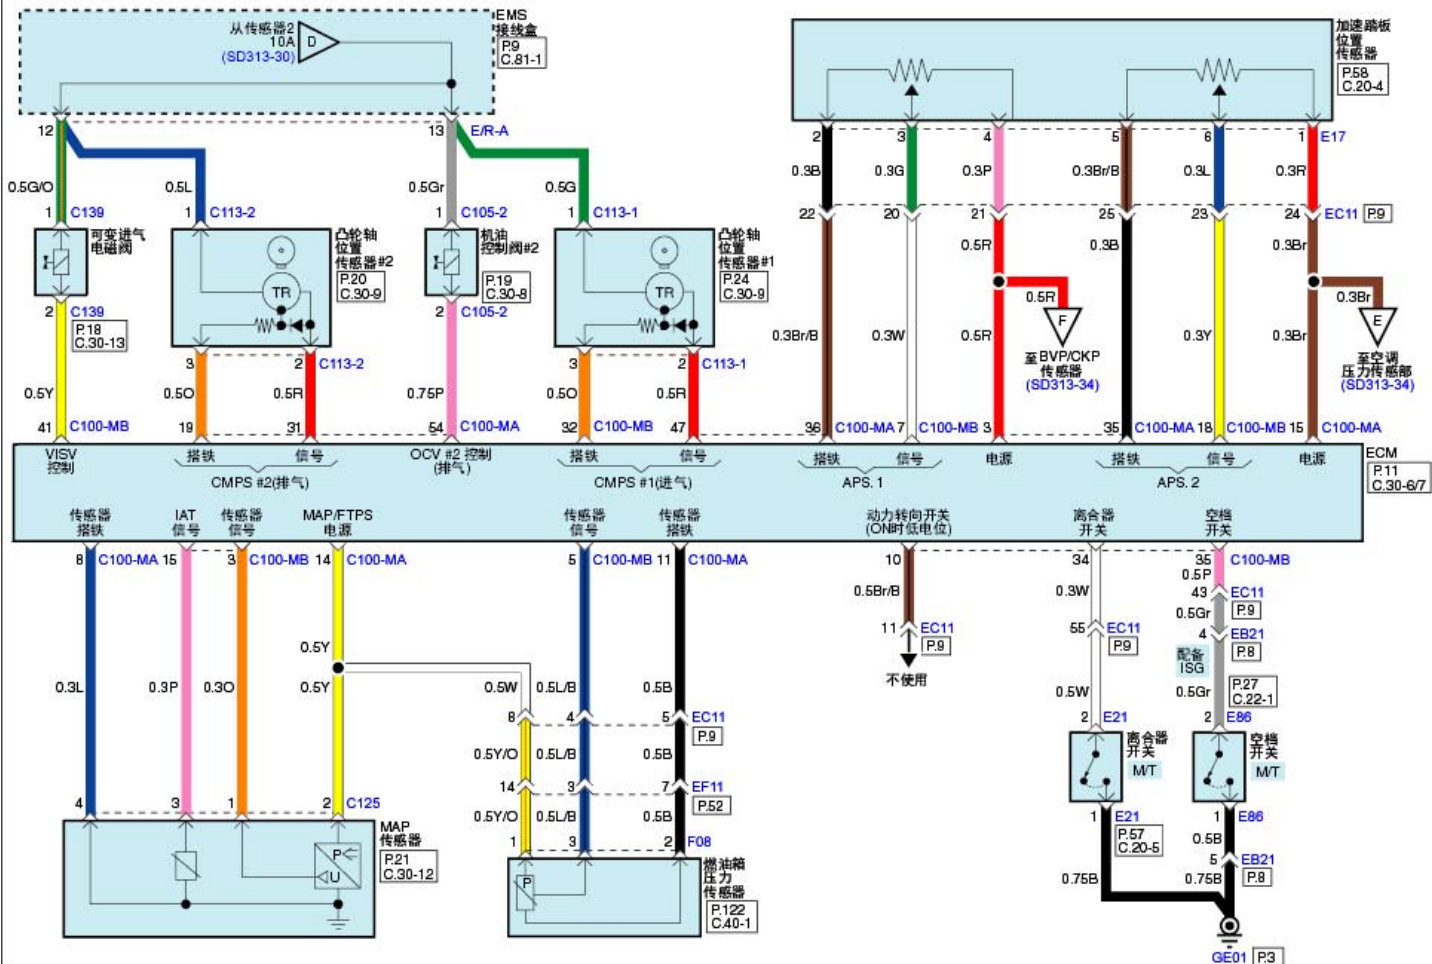 EMS
接线盒
P.9
C.81-1
从传感器2
10A
(SD313-30)
D
加速踏板
位置
传感器
P.58
C.20-4
12
13
E/R-A
2
3
4
5
6
1
E17
0.5G/O
0.5L
0.5Gr
0.5G
0.3B
0.3G
0.3P
0.3Br/B
0.3L
0.3R
1
C139
1
C113-2
1
C105-2
1
C113-1
22
20
21
25
23
24
EC11
P.9
可变进气
电磁阀
凸轮轴
位置
传感器#2
P.20
C.30-9
机油
控制阀#2
P.19
C.30-8
凸轮轴
位置
传感器#1
P.24
C.30-9
TR
TR
0.5R
0.3B
0.3Br
0.5R
F
至BVP/CKP
传感器
(SD313-34)
0.3Br
E
至空调
压力传感部
(SD313-34)
2
C139
P.18
C.30-13
2
C105-2
0.3Br/B
0.3W
0.5R
0.3Y
0.3Br
3
2
C113-2
3
2
C113-1
0.5Y
0.5O
0.5R
0.75P
0.5O
0.5R
41
C100-MB
19
31
54
C100-MA
32
C100-MB
47
36
C100-MA
7
C100-MB
3
35
C100-MA
18
C100-MB
15
C100-MA
VISV
控制
搭铁
信号
CMPS #2(排气)
OCV #2 控制
(排气)
搭铁
信号
CMPS #1(进气)
搭铁
信号
APS. 1
电源
搭铁
信号
APS. 2
电源
ECM
P.11
C.30-6/7
传感器
搭铁
IAT
信号
传感器
信号
MAP/FTPS
电源
传感器
信号
传感器
搭铁
动力转向开关
(ON时低电位)
离合器
开关
空档
开关
8
C100-MA
15
3
C100-MB
14
C100-MA
5
C100-MB
11
C100-MA
10
34
35
C100-MB
0.5P
0.5Br/B
0.3W
43
EC11
P.9
0.5Gr
11
EC11
P.9
不使用
55
EC11
P.9
4
EB21
P.8
配备
ISG
0.5Y
0.3L
0.3P
0.3O
0.5Y
0.5W
0.5L/B
0.5B
0.5W
0.5Gr
P.27
C.22-1
8
4
5
EC11
P.9
2
E21
2
E86
离合器
开关
M/T
空档
开关
M/T
0.5Y/O
0.5L/B
0.5B
14
3
7
EF11
P.52
4
3
1
2
C125
0.5Y/O
0.5L/B
0.5B
1
E21
P.57
C.20-5
1
E86
0.5B
MAP
传感器
P.21
C.30-12
P
U
1
3
2
F08
燃油箱
压力
传感器
P.122
C.40-1
P
5
EB21
P.8
0.75B
0.75B
GE01
P.3